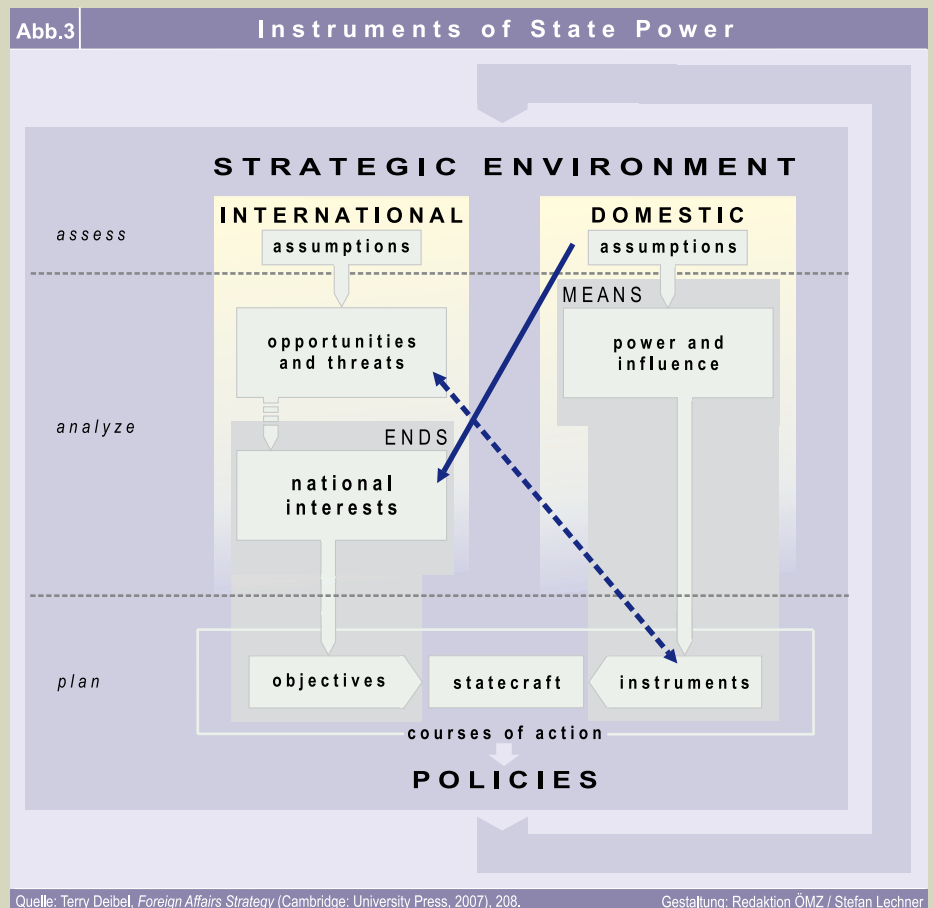 Abb.3
Instruments of State Power
STRATEGIC ENVIRONMENT
INTERNATIONAL
DOMESTIC
assess
assumptions
assumptions
MEANS
opportunities
and threats
power and
influence
analyze
ENDS
national
interests
plan
objectives
statecraft
instruments
courses of action
POLICIES
Quelle: Terry Deibel, Foreign Affairs Strategy (Cambridge: University Press, 2007), 208.
Gestaltung: Redaktion ÖMZ / Stefan Lechner